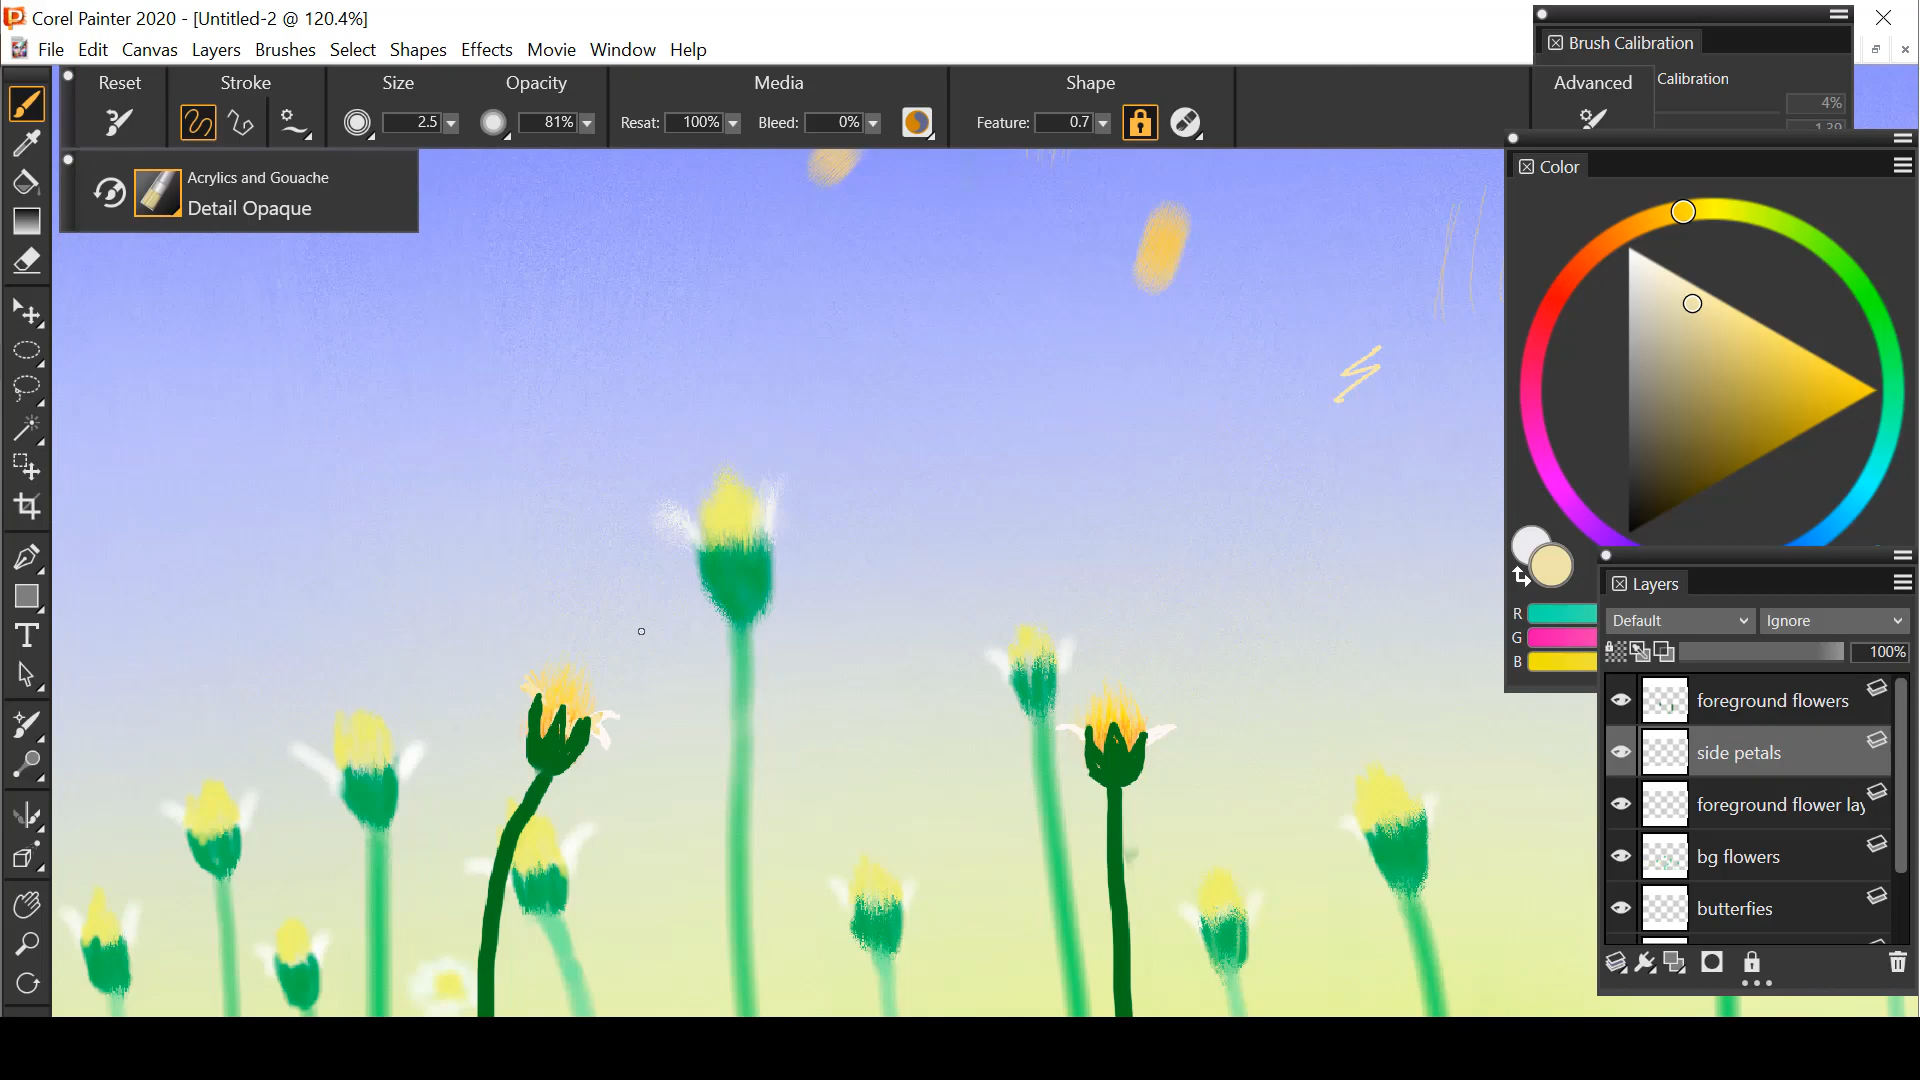 Corel Painter 2020 - [Untitled-2 @ 120.4%]
File Edit Canvas Layers Brushes Select Shapes Effects Movie Window Help
Brush Calibration
Reset Stroke Size Opacity Media Shape Advanced Calibration
4%
2.5 81% Resat: 100% Bleed: 0% Feature: 0.7
1.29
Color
Acrylics and Gouache
Detail Opaque
Layers
R
G
B
Default Ignore
100%
foreground flowers
side petals
foreground flower lay
bg flowers
butterfies